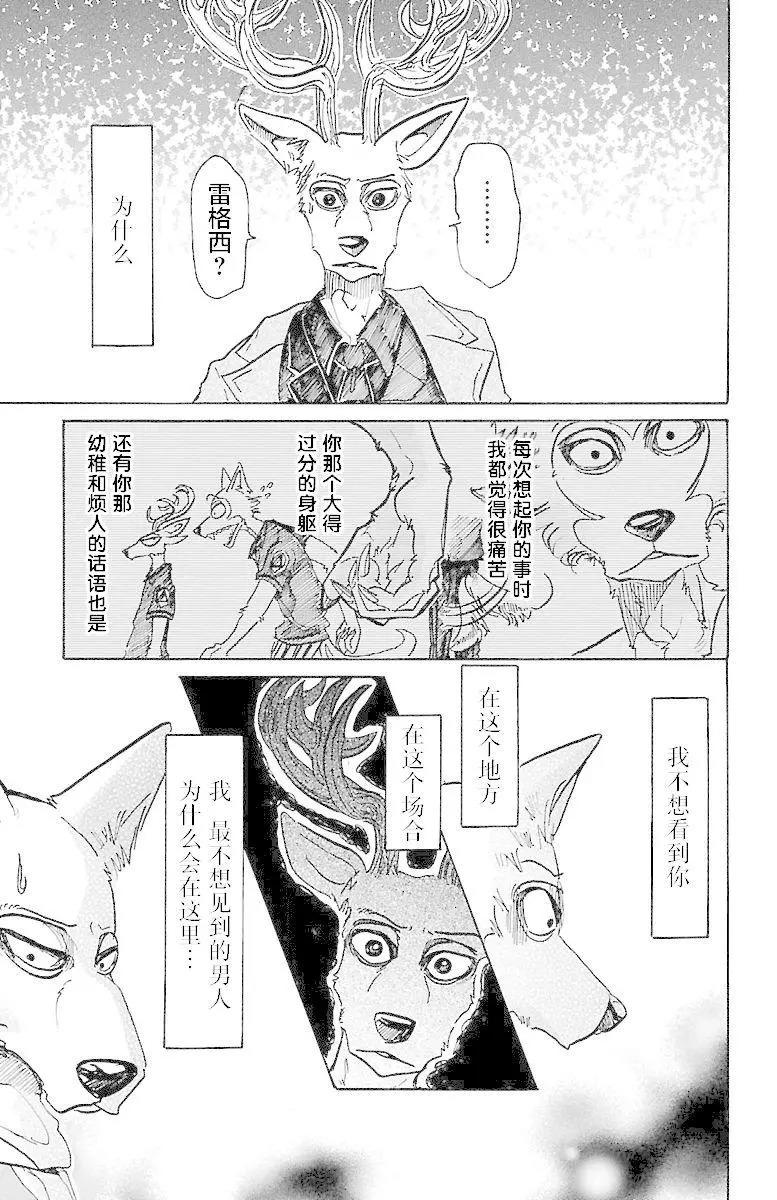 ………
雷格西？
为什么
每次想起你的事时
我都觉得很痛苦
你那个大得
过分的身躯
还有你那
幼稚和烦人的话语也是
我不想看到你
在这个地方
在这个场合
我 最不想见到的男人
为什么会在这里…